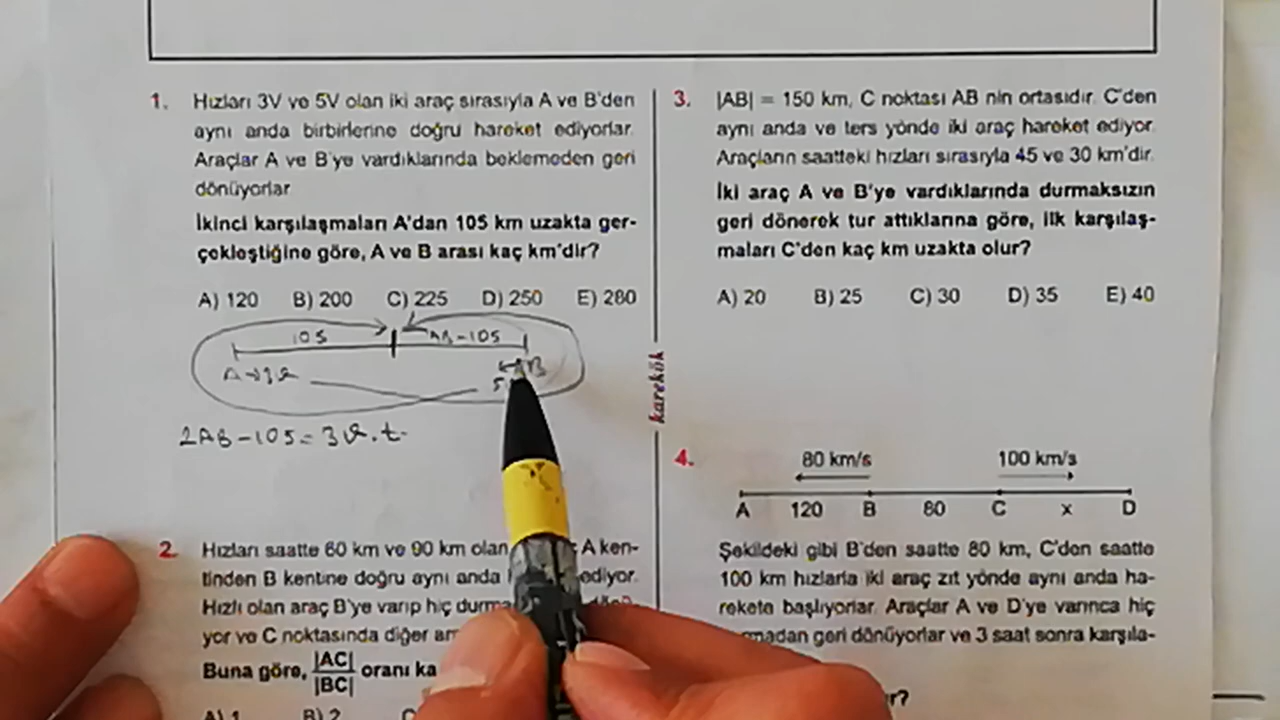 1. Hızları 3V ve 5V olan iki araç sırasıyla A ve B'den
aynı anda birbirlerine doğru hareket ediyorlar.
Araçlar A ve B'ye vardıklarında beklemeden geri
dönüyorlar
İkinci karşılaşmaları A'dan 105 km uzakta ger-
çekleştiğine göre, A ve B arası kaç km'dir?
A) 120 B) 200 C) 225 D) 250 E) 280
105 AB-105
A→3V
2AB-105=3V.t
2. Hızları saatte 60 km ve 90 km olan A ken-
tinden B kentine doğru aynı anda ediyor.
Hızlı olan araç B'ye varıp hiç
yor ve C noktasında diğer
Buna göre, |AC| oranı
|BC|
A) 1 B) 2
karekök
3. |AB| = 150 km, C noktası AB nin ortasıdır. C'den
aynı anda ve ters yönde iki araç hareket ediyor.
Araçların saatteki hızları sırasıyla 45 ve 30 km'dir.
İki araç A ve B'ye vardıklarında durmaksızın
geri dönerek tur attıklarına göre, ilk karşılaş-
maları C'den kaç km uzakta olur?
A) 20 B) 25 C) 30 D) 35 E) 40
4. 80 km/s 100 km/s
A 120 B 80 C x D
Şekildeki gibi B'den saatte 80 km, C'den saatte
100 km hızlarla iki araç zıt yönde aynı anda ha-
rekete başlıyorlar. Araçlar A ve D'ye varınca hiç
geri dönüyorlar ve 3 saat sonra karşıla-